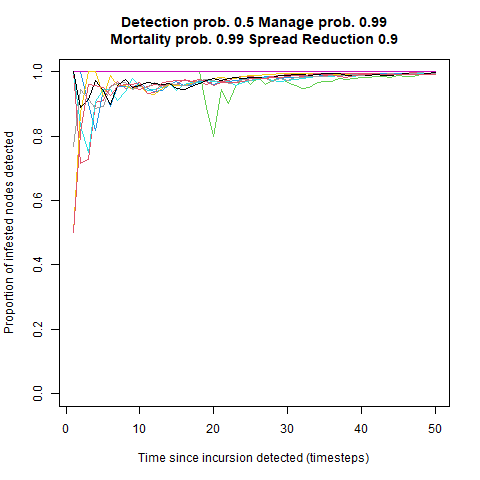 Detection prob. 0.5 Manage prob. 0.99
Mortality prob. 0.99 Spread Reduction 0.9
Proportion of infested nodes detected
1.0
0.8
0.6
0.4
0.2
0.0
0 10 20 30 40 50
Time since incursion detected (timesteps)